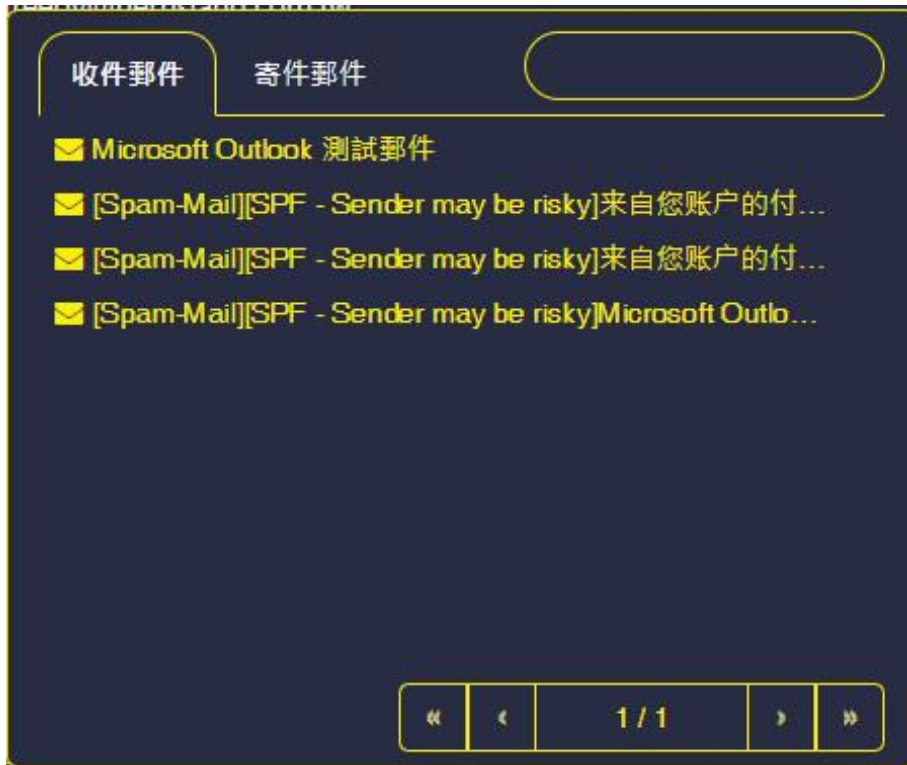 收件郵件 寄件郵件
Microsoft Outlook 測試郵件
[Spam-Mail][SPF - Sender may be risky]来自您账户的付...
[Spam-Mail][SPF - Sender may be risky]来自您账户的付...
[Spam-Mail][SPF - Sender may be risky]Microsoft Outlo...
« ‹ 1 / 1 › »